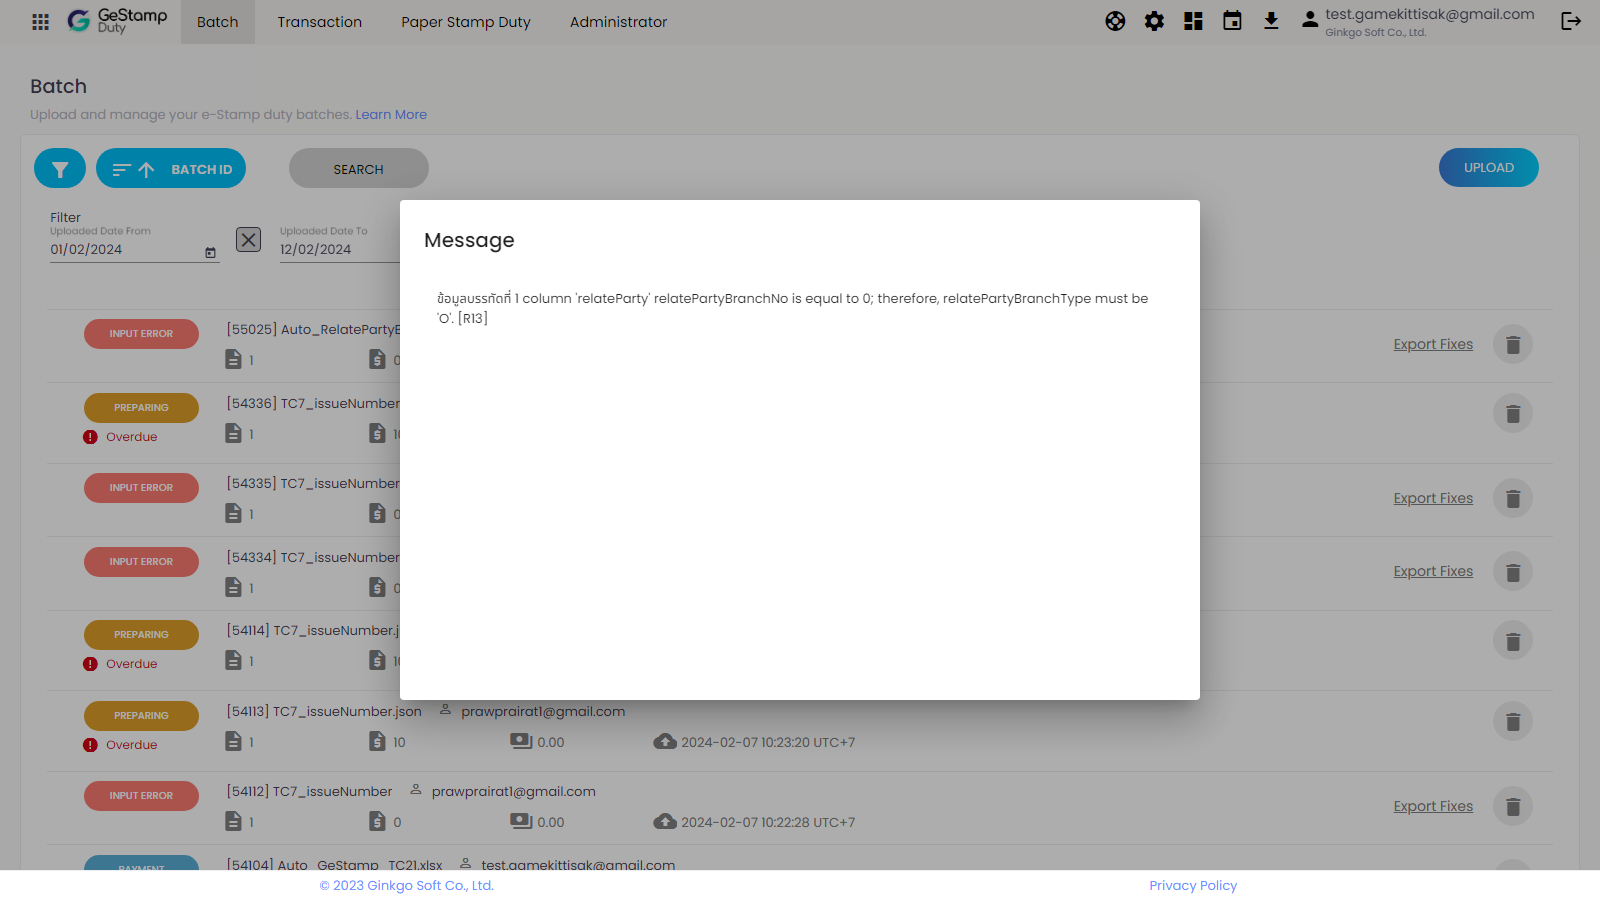 GeStamp
Duty
Batch
Transaction
Paper Stamp Duty
Administrator
test.gamekittisak@gmail.com
Ginkgo Soft Co., Ltd.
Batch
Upload and manage your e-Stamp duty batches. Learn More
BATCH ID
SEARCH
UPLOAD
Filter
Uploaded Date From
01/02/2024
Uploaded Date To
12/02/2024
Message
ข้อมูลบรรทัดที่ 1 column 'relateParty' relatePartyBranchNo is equal to 0; therefore, relatePartyBranchType must be
'O'. [R13]
INPUT ERROR
[55025] Auto_RelateParty
1
0
Export Fixes
PREPARING
Overdue
[54336] TC7_issueNumber
1
INPUT ERROR
[54335] TC7_issueNumber
1
0
Export Fixes
INPUT ERROR
[54334] TC7_issueNumber
1
0
Export Fixes
PREPARING
Overdue
[54114] TC7_issueNumber.j
1
PREPARING
Overdue
[54113] TC7_issueNumber.json
prawprairat1@gmail.com
1
10
0.00
2024-02-07 10:23:20 UTC+7
INPUT ERROR
[54112] TC7_issueNumber
prawprairat1@gmail.com
1
0
0.00
2024-02-07 10:22:28 UTC+7
Export Fixes
PAYMENT
[54104] Auto_GeStamp_TC21.xlsx
test.gamekittisak@gmail.com
© 2023 Ginkgo Soft Co., Ltd.
Privacy Policy